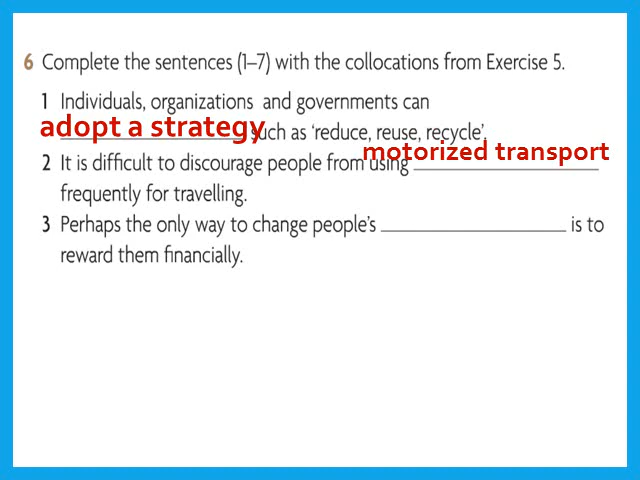 6 Complete the sentences (1–7) with the collocations from Exercise 5.
1 Individuals, organizations and governments can
adopt a strategy such as ‘reduce, reuse, recycle’.
motorized transport
2 It is difficult to discourage people from using
frequently for travelling.
3 Perhaps the only way to change people’s ____________________ is to
reward them financially.